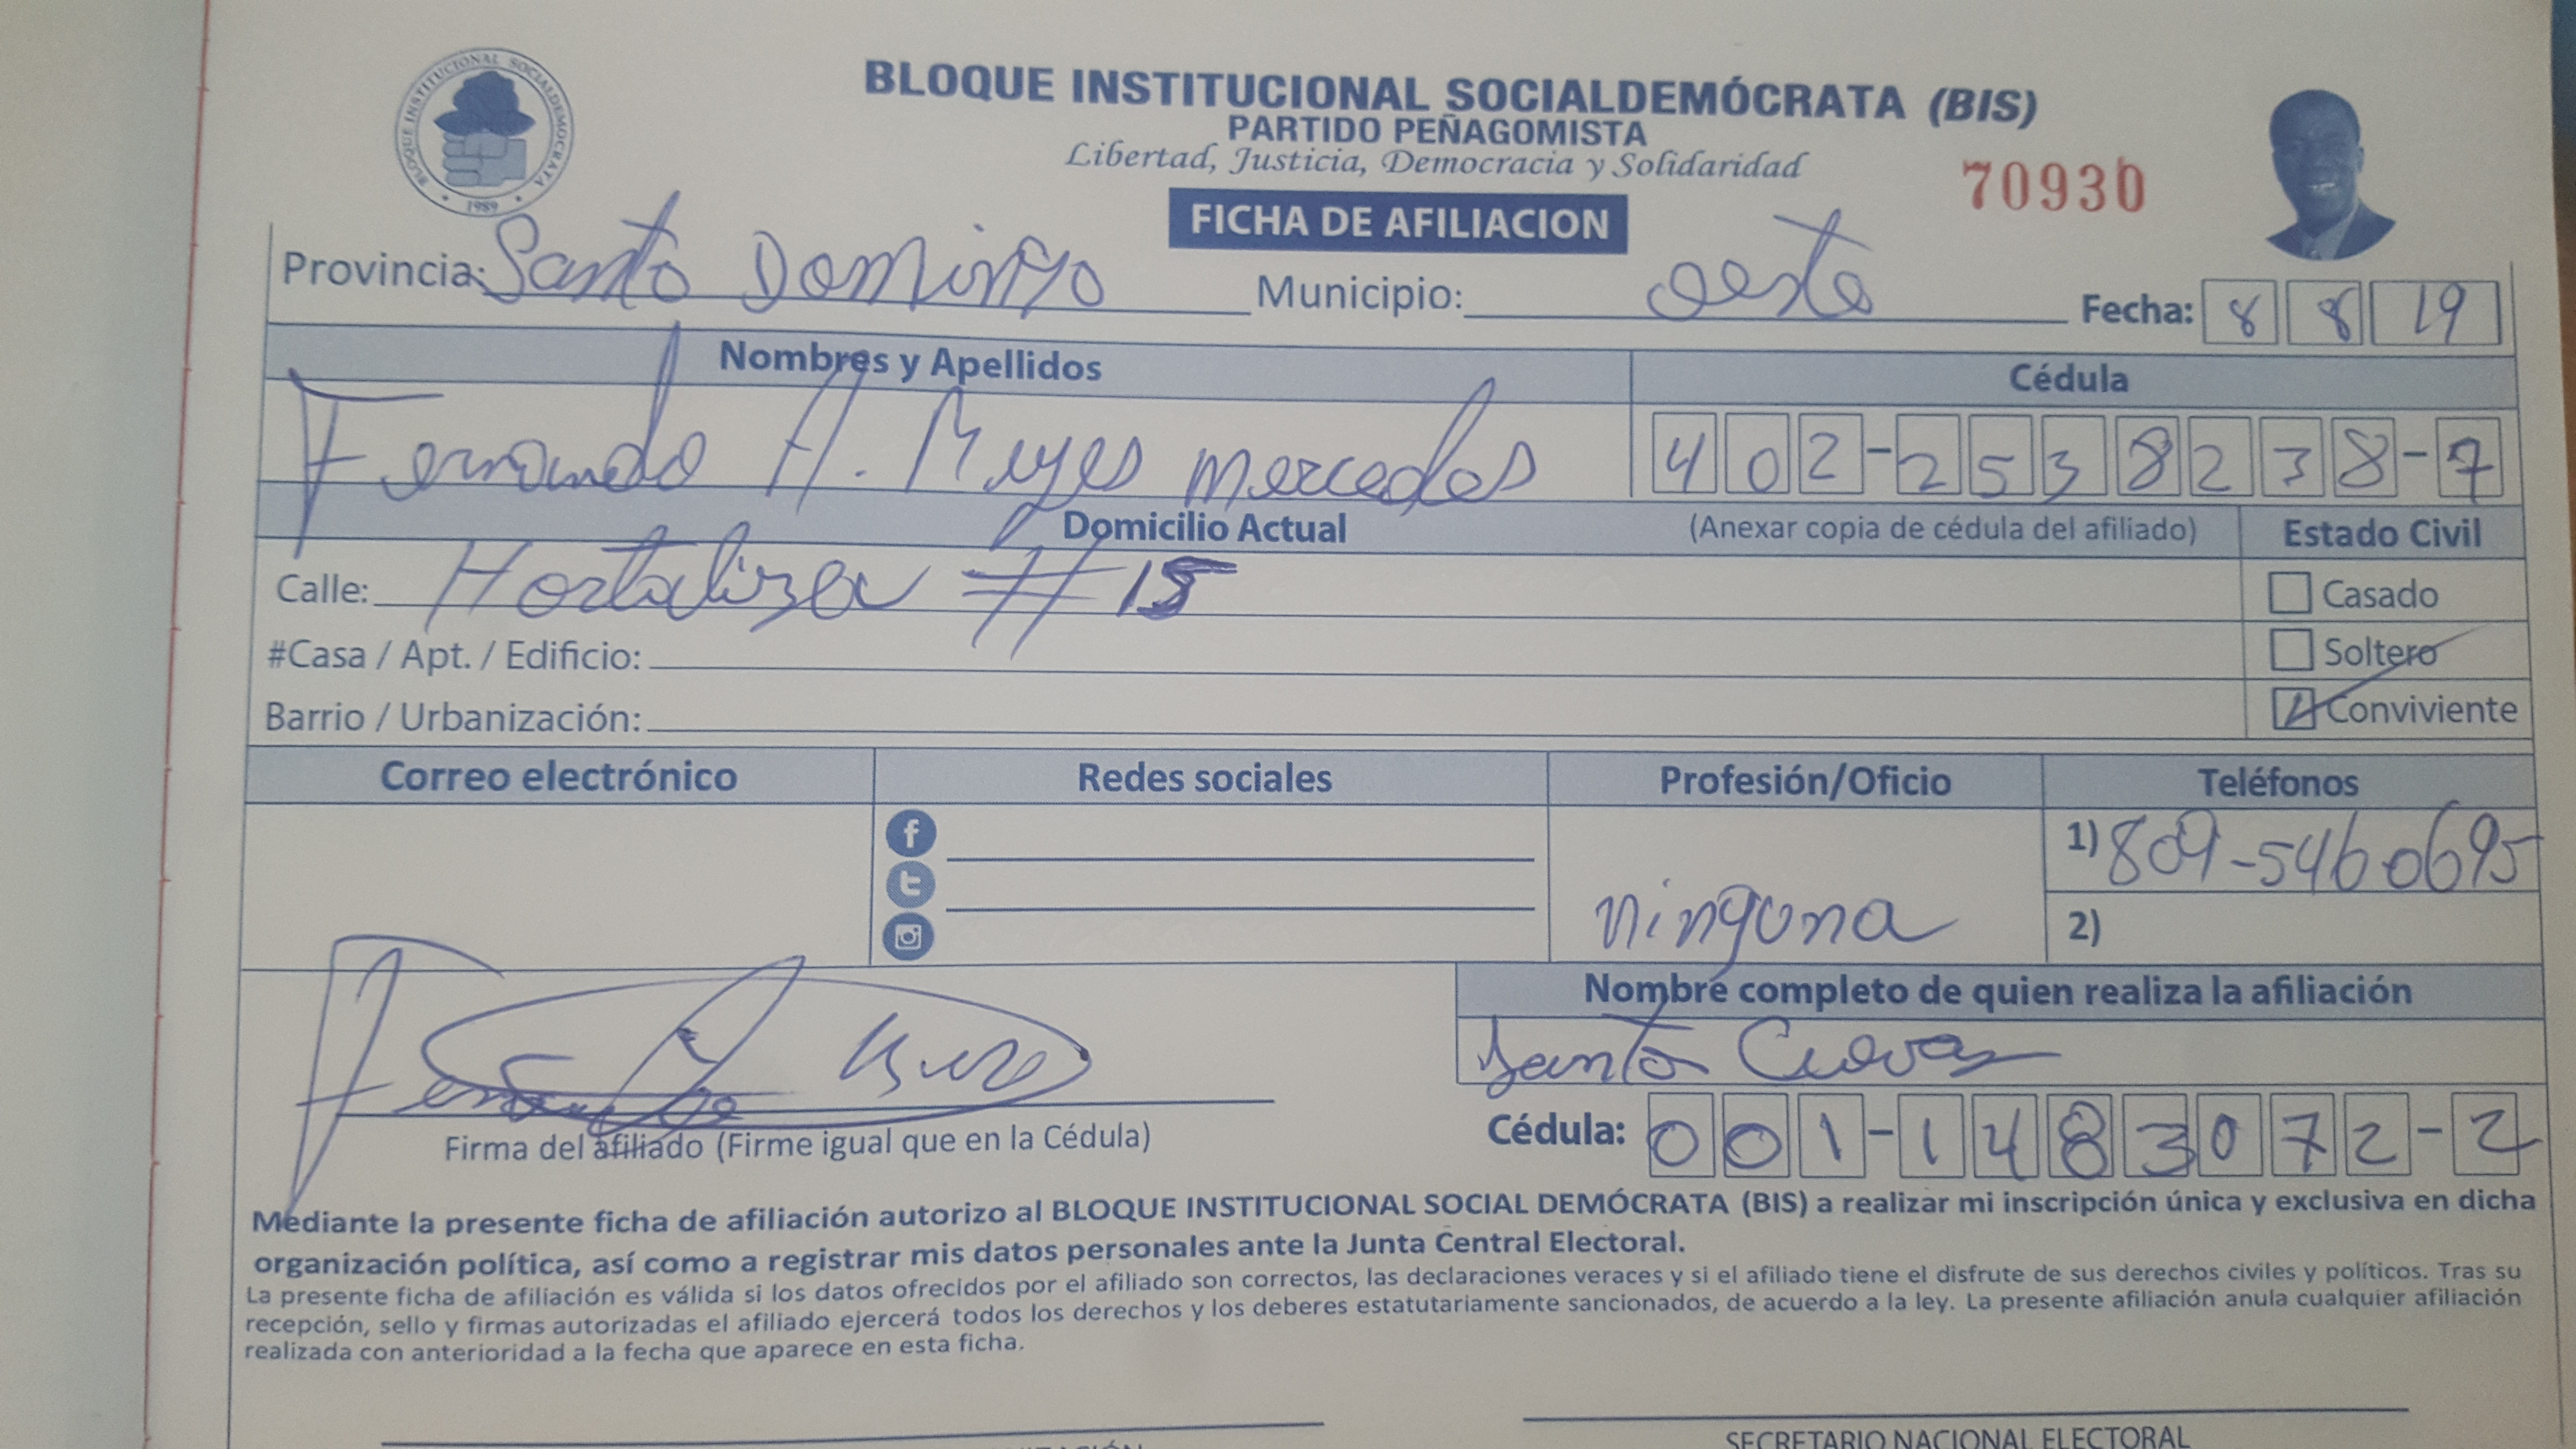 BLOQUE INSTITUCIONAL SOCIALDEMOCRATA
1989
BLOQUE INSTITUCIONAL SOCIALDEMÓCRATA (BIS)
PARTIDO PEÑAGOMISTA
Libertad, Justicia, Democracia y Solidaridad
70930
FICHA DE AFILIACION
Provincia: Santo Domingo Municipio: oeste Fecha: 8 8 19
Nombres y Apellidos Cédula
Fernando A. Reyes mercedes 402-2538238-7
Domicilio Actual (Anexar copia de cédula del afiliado) Estado Civil
Calle: Hortaliza # 15 Casado
#Casa / Apt. / Edificio: Soltero
Barrio / Urbanización: Conviviente
Correo electrónico Redes sociales Profesión/Oficio Teléfonos
1) 809-5460695
ninguna
2)
Nombre completo de quien realiza la afiliación
Santo Cuevas
Cédula: 001-1483072-2
Firma del afiliado (Firme igual que en la Cédula)
Mediante la presente ficha de afiliación autorizo al BLOQUE INSTITUCIONAL SOCIAL DEMÓCRATA (BIS) a realizar mi inscripción única y exclusiva en dicha
organización política, así como a registrar mis datos personales ante la Junta Central Electoral.
La presente ficha de afiliación es válida si los datos ofrecidos por el afiliado son correctos, las declaraciones veraces y si el afiliado tiene el disfrute de sus derechos civiles y políticos. Tras su
recepción, sello y firmas autorizadas el afiliado ejercerá todos los derechos y los deberes estatutariamente sancionados, de acuerdo a la ley. La presente afiliación anula cualquier afiliación
realizada con anterioridad a la fecha que aparece en esta ficha.
SECRETARIO NACIONAL ELECTORAL